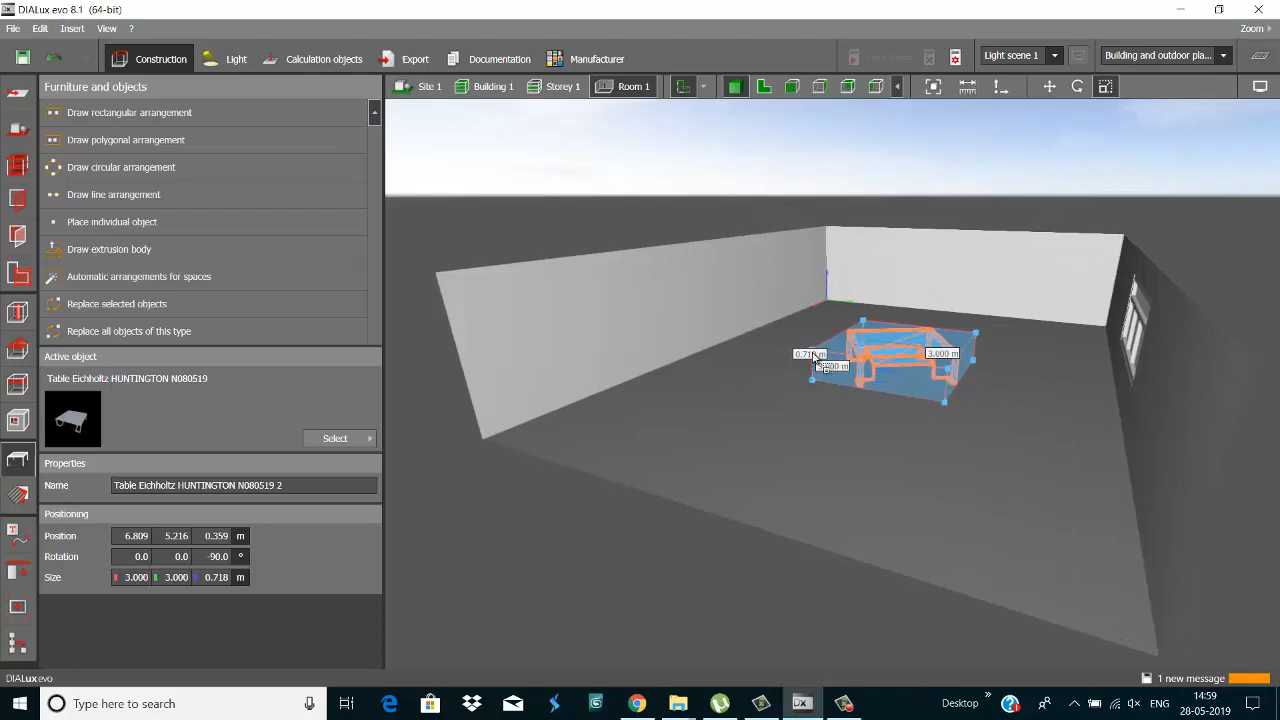 DIALux evo 8.1 (64-bit)
File Edit Insert View ?
Zoom
Construction Light Calculation objects Export Documentation Manufacturer
Light scene 1
Building and outdoor pla...
Furniture and objects
Site 1 Building 1 Storey 1 Room 1
Draw rectangular arrangement
Draw polygonal arrangement
Draw circular arrangement
Draw line arrangement
Place individual object
Draw extrusion body
Automatic arrangements for spaces
Replace selected objects
Replace all objects of this type
Active object
Table Eichholtz HUNTINGTON N080519
Select
Properties
Name Table Eichholtz HUNTINGTON N080519 2
Positioning
Position 6.809 5.216 0.359 m
Rotation 0.0 0.0 -90.0 °
Size 3.000 3.000 0.718 m
3.000 m
DIALux evo
1 new message
Type here to search
Desktop
ENG
14:59
28-05-2019